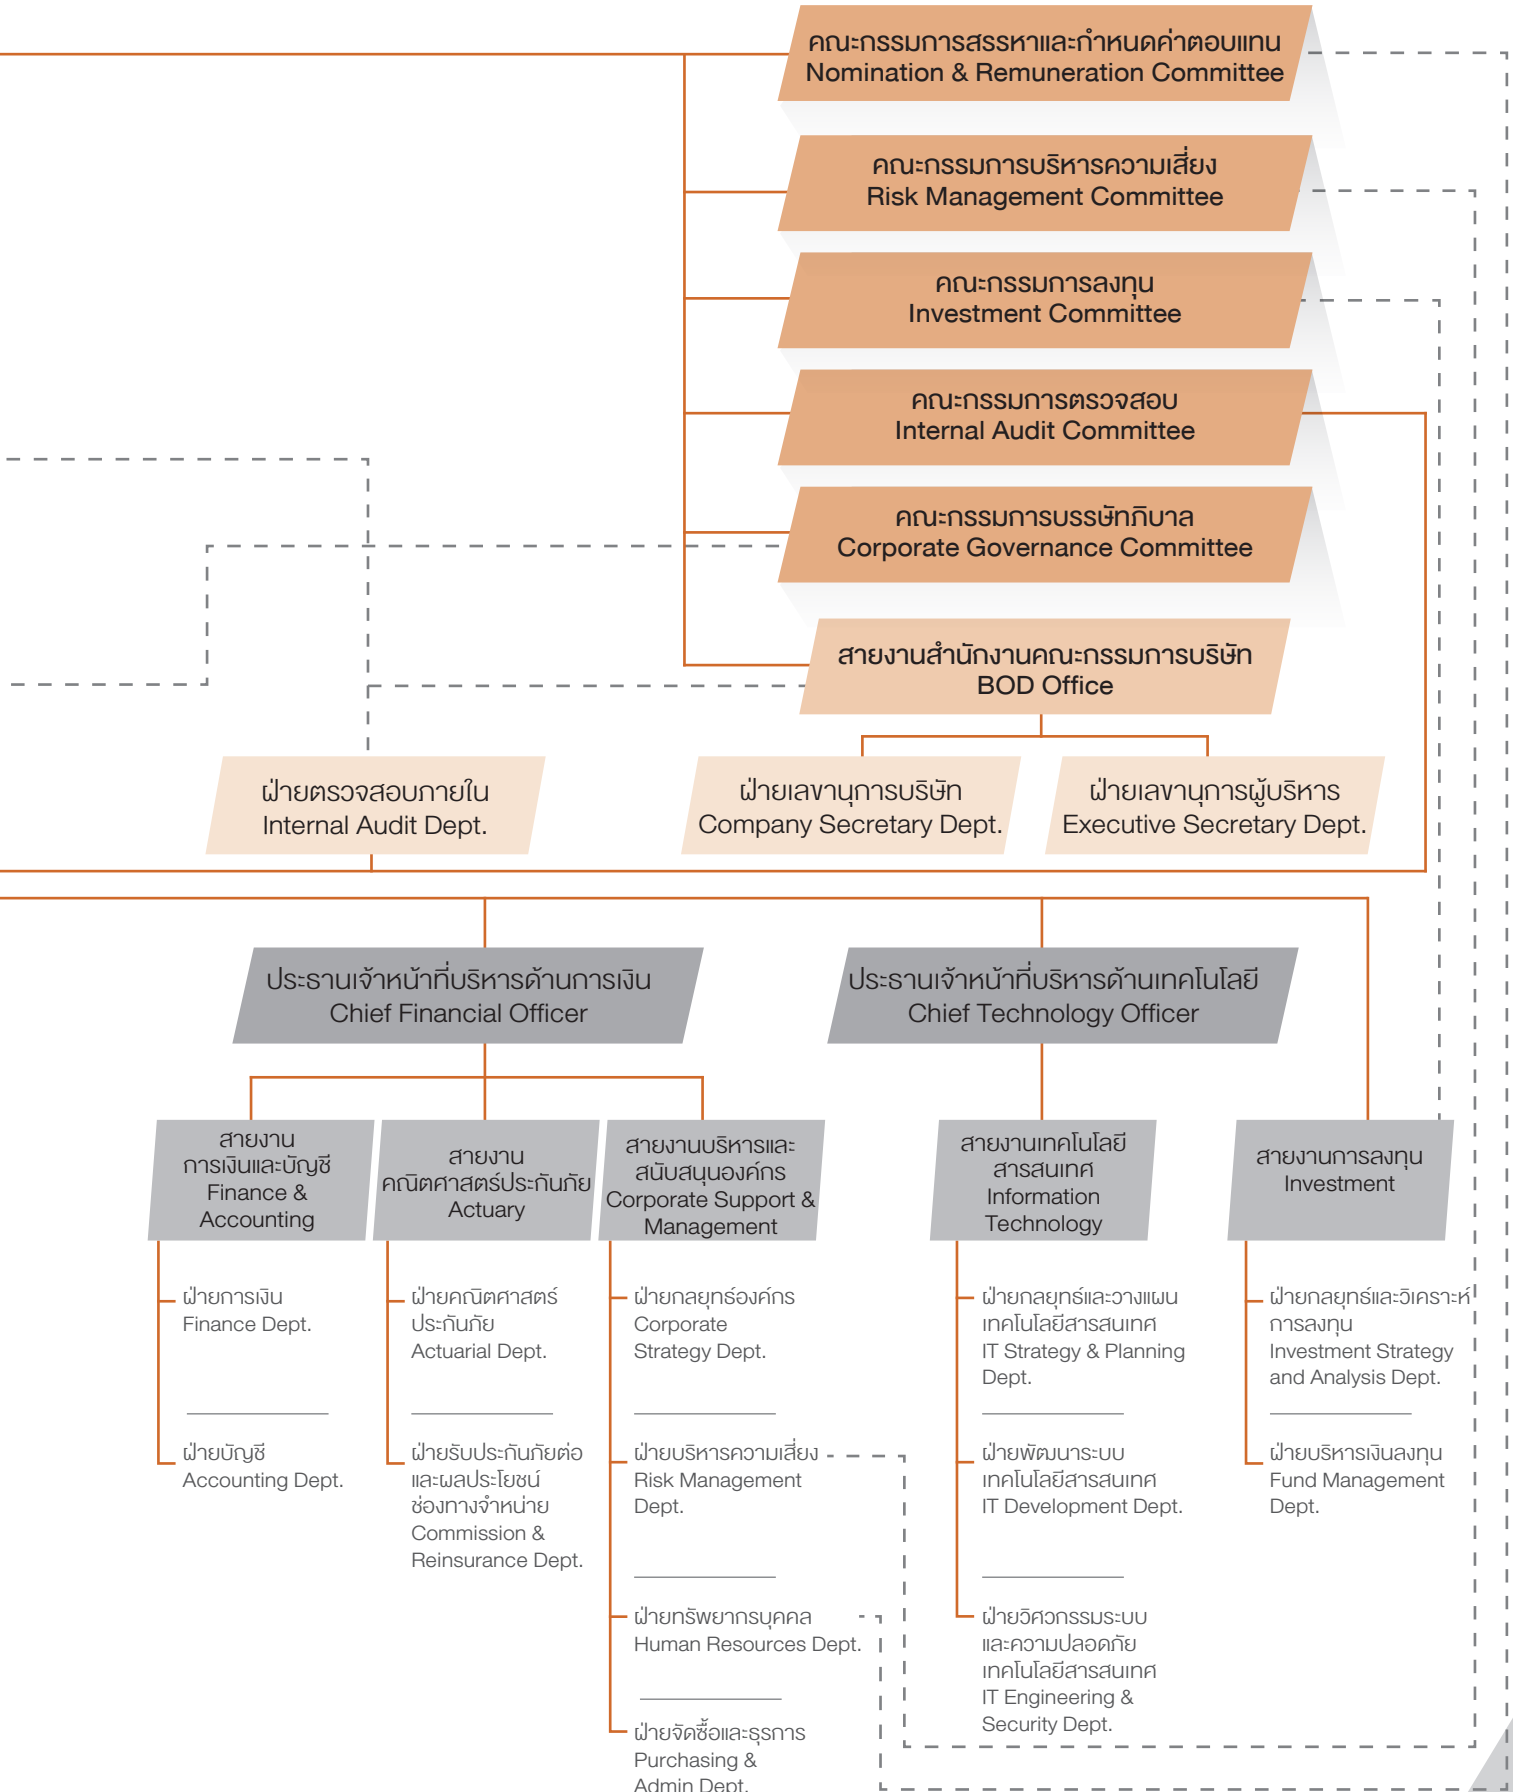 คณะกรรมการสรรหาและกำหนดค่าตอบแทน
Nomination & Remuneration Committee
คณะกรรมการบริหารความเสี่ยง
Risk Management Committee
คณะกรรมการลงทุน
Investment Committee
คณะกรรมการตรวจสอบ
Internal Audit Committee
คณะกรรมการบรรษัทภิบาล
Corporate Governance Committee
สายงานสำนักงานคณะกรรมการบริษัท
BOD Office
ฝ่ายตรวจสอบภายใน
Internal Audit Dept.
ฝ่ายเลขานุการบริษัท
Company Secretary Dept.
ฝ่ายเลขานุการผู้บริหาร
Executive Secretary Dept.
ประธานเจ้าหน้าที่บริหารด้านการเงิน
Chief Financial Officer
ประธานเจ้าหน้าที่บริหารด้านเทคโนโลยี
Chief Technology Officer
สายงาน
การเงินและบัญชี
Finance &
Accounting
สายงาน
คณิตศาสตร์ประกันภัย
Actuary
สายงานบริหารและ
สนับสนุนองค์กร
Corporate Support &
Management
สายงานเทคโนโลยี
สารสนเทศ
Information
Technology
สายงานการลงทุน
Investment
ฝ่ายการเงิน
Finance Dept.
ฝ่ายบัญชี
Accounting Dept.
ฝ่ายคณิตศาสตร์
ประกันภัย
Actuarial Dept.
ฝ่ายรับประกันภัยต่อ
และผลประโยชน์
ช่องทางจำหน่าย
Commission &
Reinsurance Dept.
ฝ่ายกลยุทธ์องค์กร
Corporate
Strategy Dept.
ฝ่ายบริหารความเสี่ยง
Risk Management
Dept.
ฝ่ายทรัพยากรบุคคล
Human Resources Dept.
ฝ่ายจัดซื้อและธุรการ
Purchasing &
Admin Dept.
ฝ่ายกลยุทธ์และวางแผน
เทคโนโลยีสารสนเทศ
IT Strategy & Planning
Dept.
ฝ่ายพัฒนาระบบ
เทคโนโลยีสารสนเทศ
IT Development Dept.
ฝ่ายวิศวกรรมระบบ
และความปลอดภัย
เทคโนโลยีสารสนเทศ
IT Engineering &
Security Dept.
ฝ่ายกลยุทธ์และวิเคราะห์
การลงทุน
Investment Strategy
and Analysis Dept.
ฝ่ายบริหารเงินลงทุน
Fund Management
Dept.